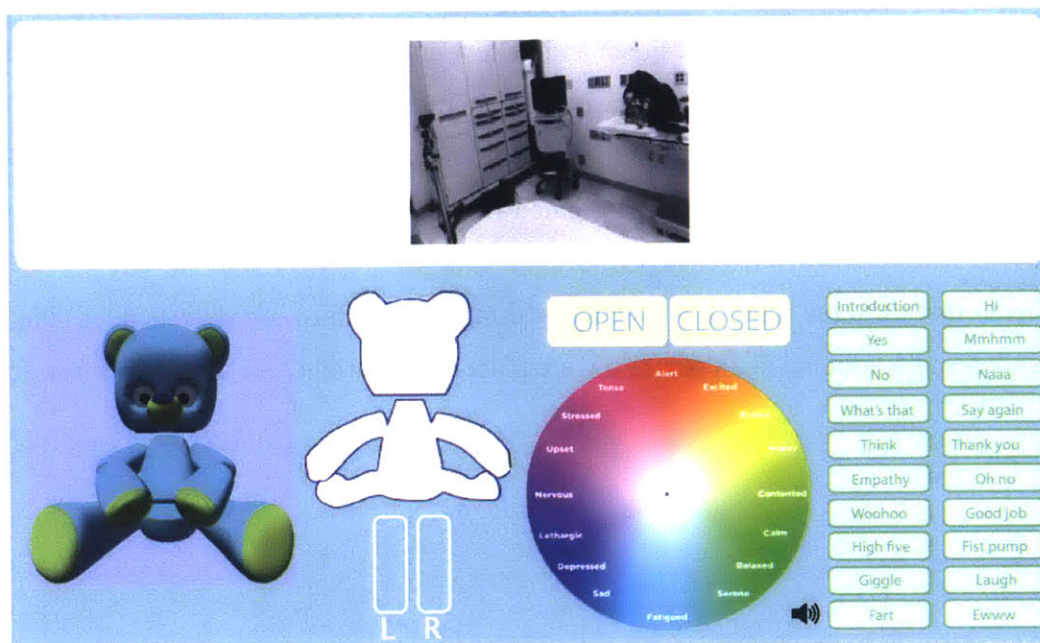 OPEN CLOSED
Introduction Hi
Yes Mmhmm
No Naaa
What's that Say again
Think Thank you
Empathy Oh no
Woohoo Good job
High five Fist pump
Giggle Laugh
Fart Ewww
Alert
Tense Excited
Stressed
Upset
Nervous Contented
Lethargic Calm
Depressed Relaxed
Sad Serene
Fatigued
L R